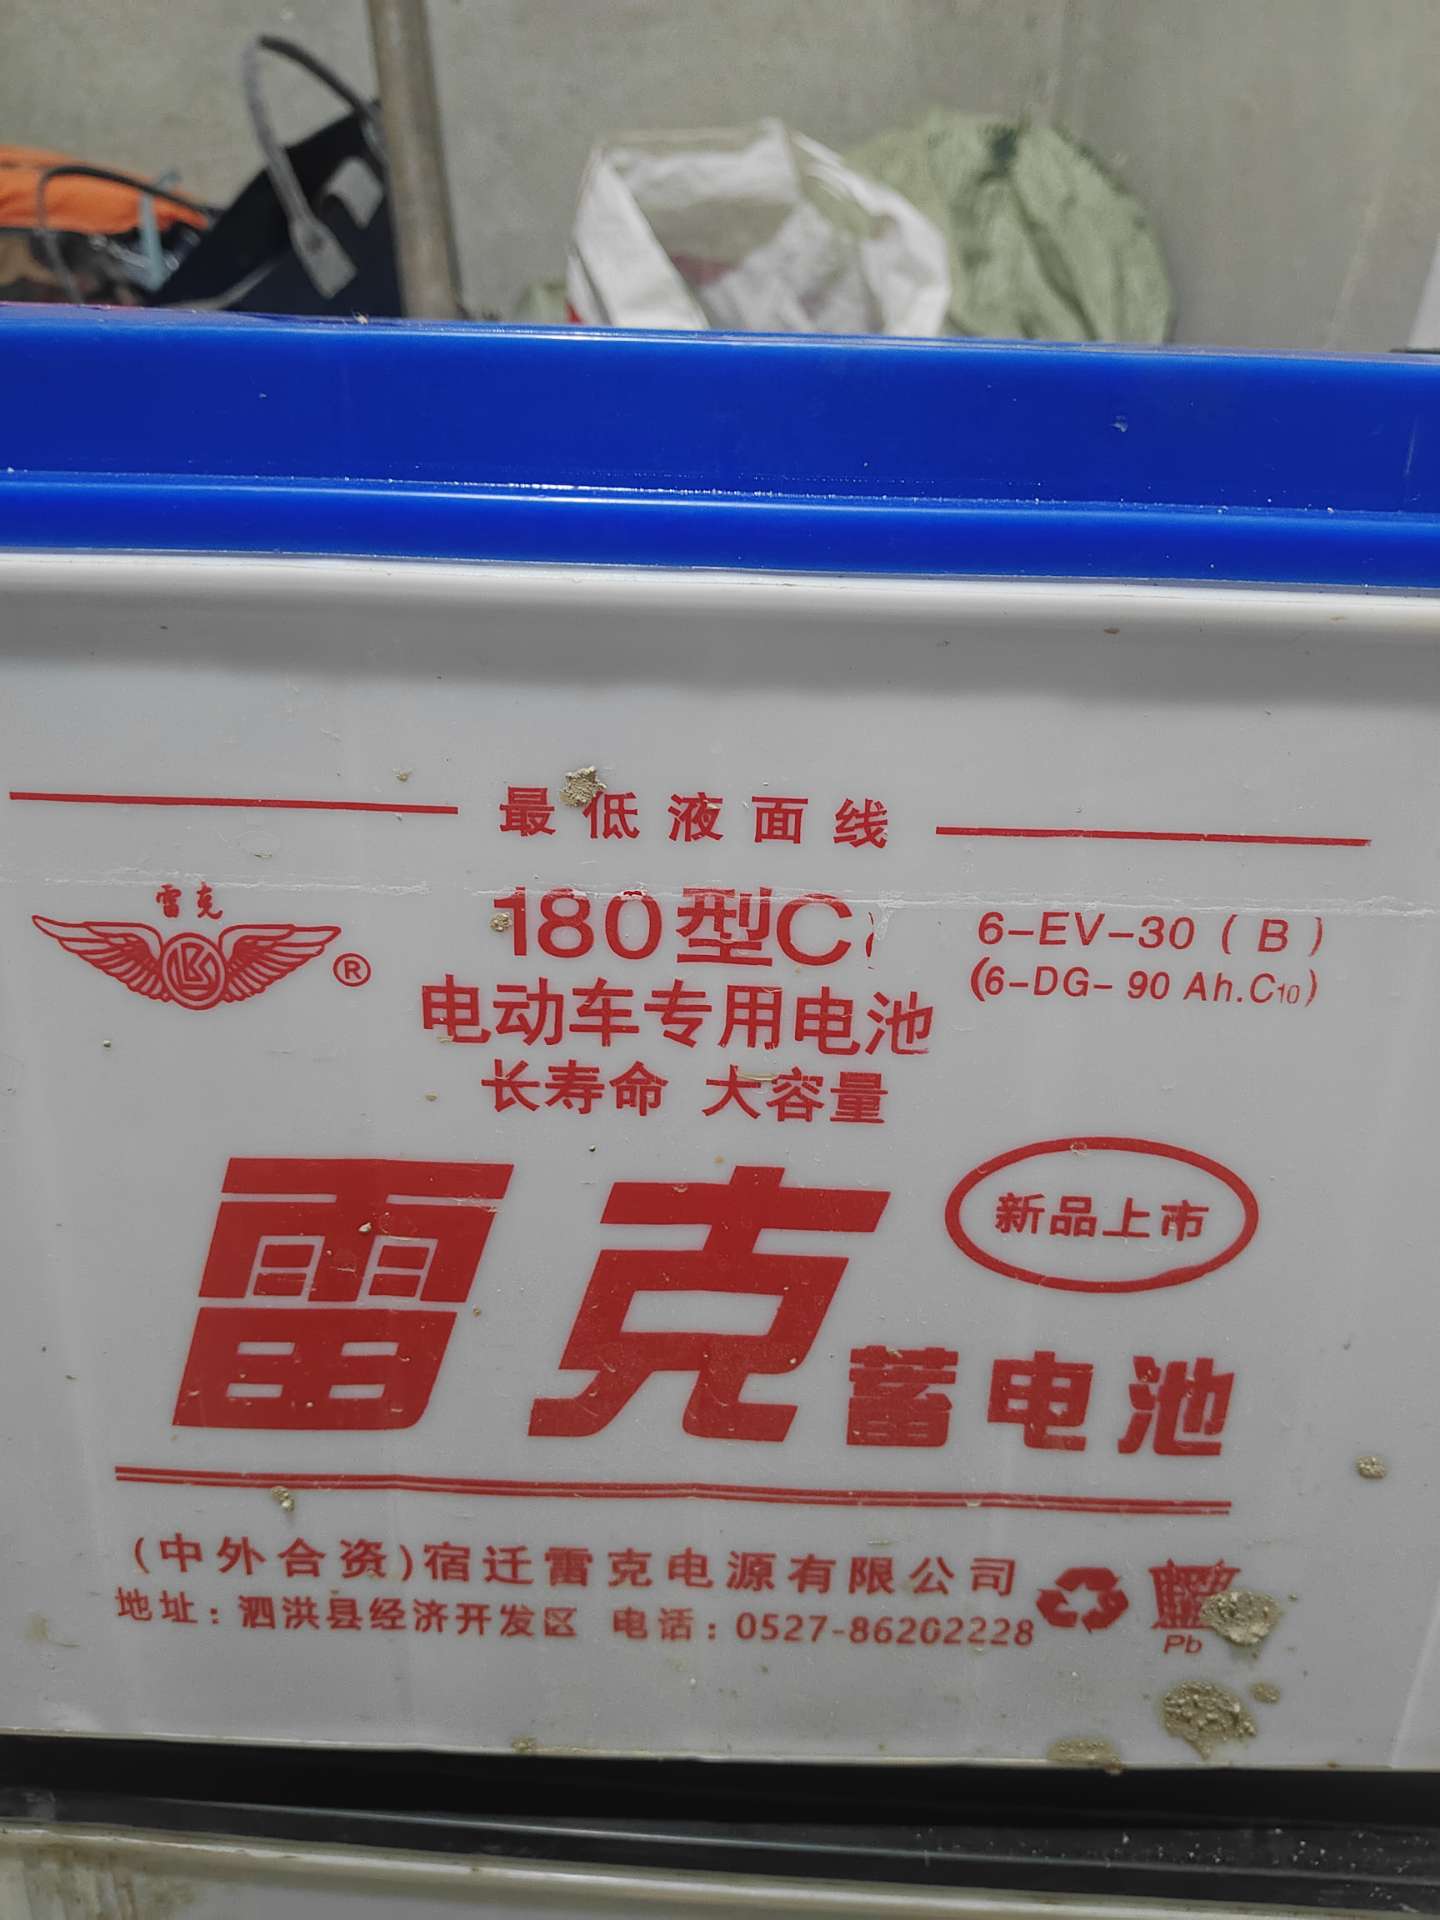 最低液面线
雷克
®
180型C
6-EV-30（B）
(6-DG-90 Ah.C10)
电动车专用电池
长寿命 大容量
新品上市
雷克蓄电池
(中外合资)宿迁雷克电源有限公司
地址：泗洪县经济开发区 电话：0527-86202228
Pb